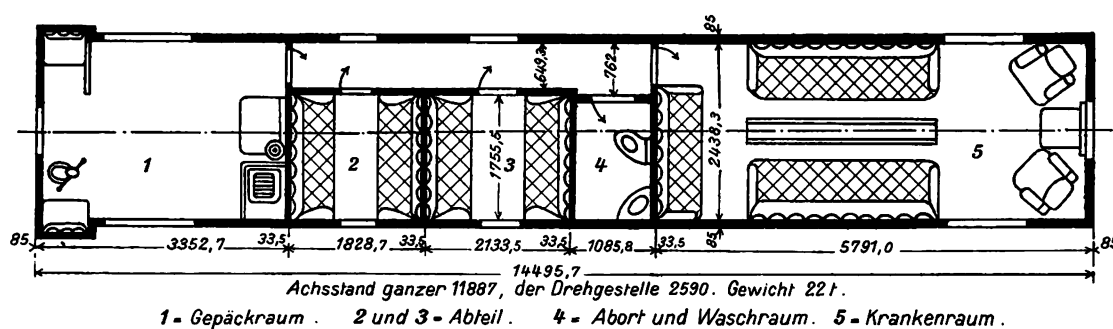 85
649,3
762
1755,5
2438,3
1 2 3 4 5
85 3352,7 33,5 1828,7 33,5 2133,5 33,5 1085,8 33,5 85 5791,0 85
14495,7
Achsstand ganzer 11887, der Drehgestelle 2590. Gewicht 22t.
1 = Gepäckraum. 2 und 3 = Abteil. 4 = Abort und Waschraum. 5 = Krankenraum.